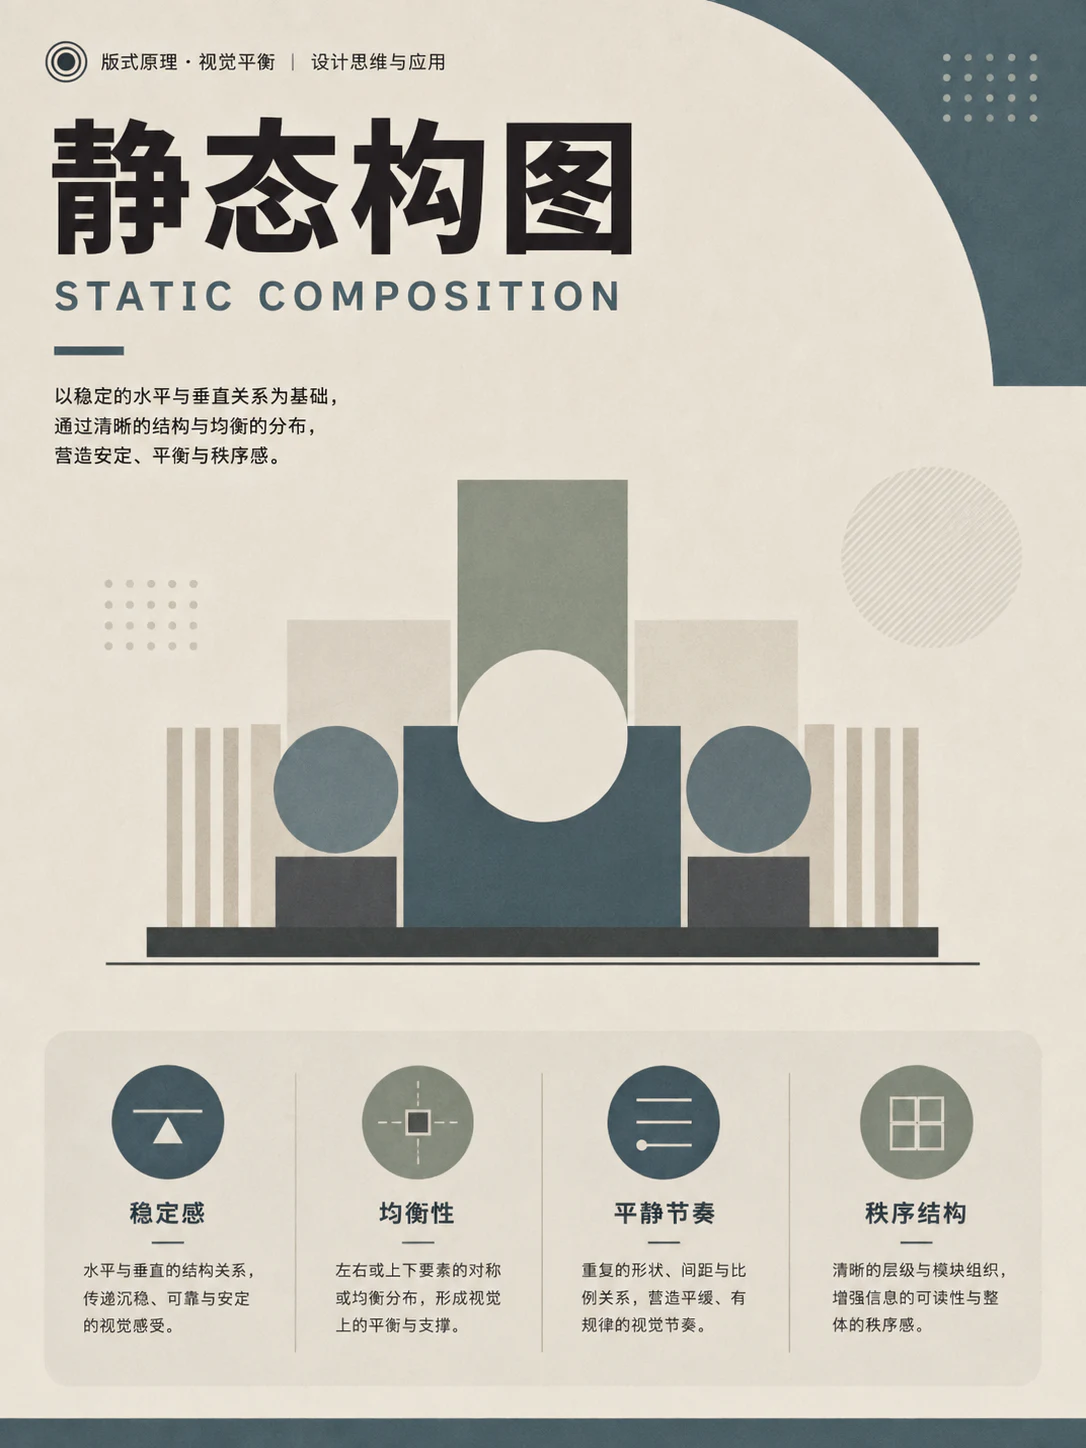 版式原理・视觉平衡 | 设计思维与应用
静态构图
STATIC COMPOSITION
以稳定的水平与垂直关系为基础，
通过清晰的结构与均衡的分布，
营造安定、平衡与秩序感。
稳定感
水平与垂直的结构关系，
传递沉稳、可靠与安定
的视觉感受。
均衡性
左右或上下要素的对称
或均衡分布，形成视觉
上的平衡与支撑。
平静节奏
重复的形状、间距与比
例关系，营造平缓、有
规律的视觉节奏。
秩序结构
清晰的层级与模块组织，
增强信息的可读性与整
体的秩序感。